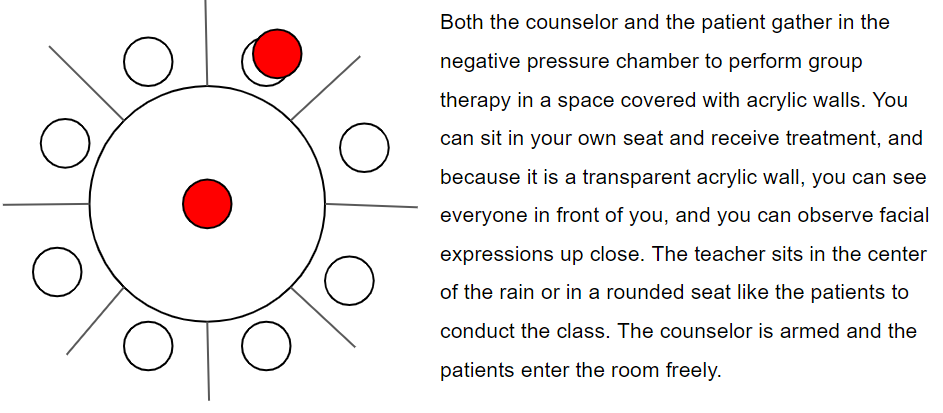 Both the counselor and the patient gather in the
negative pressure chamber to perform group
therapy in a space covered with acrylic walls. You
can sit in your own seat and receive treatment, and
because it is a transparent acrylic wall, you can see
everyone in front of you, and you can observe facial
expressions up close. The teacher sits in the center
of the rain or in a rounded seat like the patients to
conduct the class. The counselor is armed and the
patients enter the room freely.